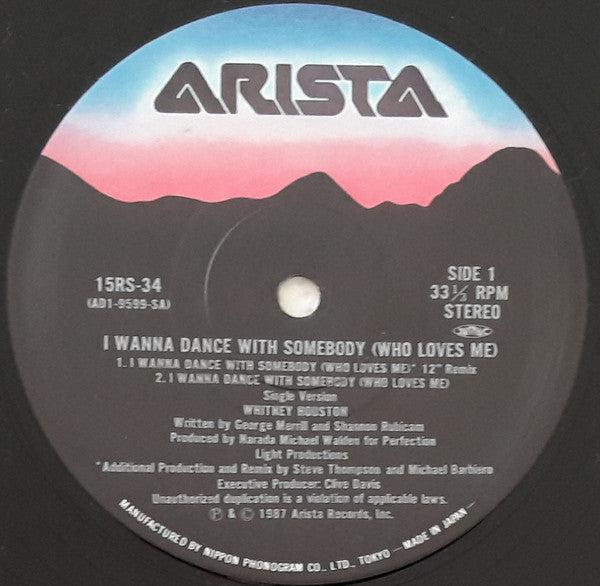 ARISTA
15RS-34
(AD1-9599-SA)
SIDE 1
33 1/3 RPM
STEREO
I WANNA DANCE WITH SOMEBODY (WHO LOVES ME)
1. I WANNA DANCE WITH SOMEBODY (WHO LOVES ME)* 12" Remix
2. I WANNA DANCE WITH SOMEBODY (WHO LOVES ME)
Single Version
WHITNEY HOUSTON
Written by George Merrill and Shannon Rubicam
Produced by Narada Michael Walden for Perfection
Light Productions
*Additional Production and Remix by Steve Thompson and Michael Barbiero
Executive Producer: Clive Davis
Unauthorized duplication is a violation of applicable laws.
℗ & © 1987 Arista Records, Inc.
MANUFACTURED BY NIPPON PHONOGRAM CO., LTD., TOKYO — MADE IN JAPAN —